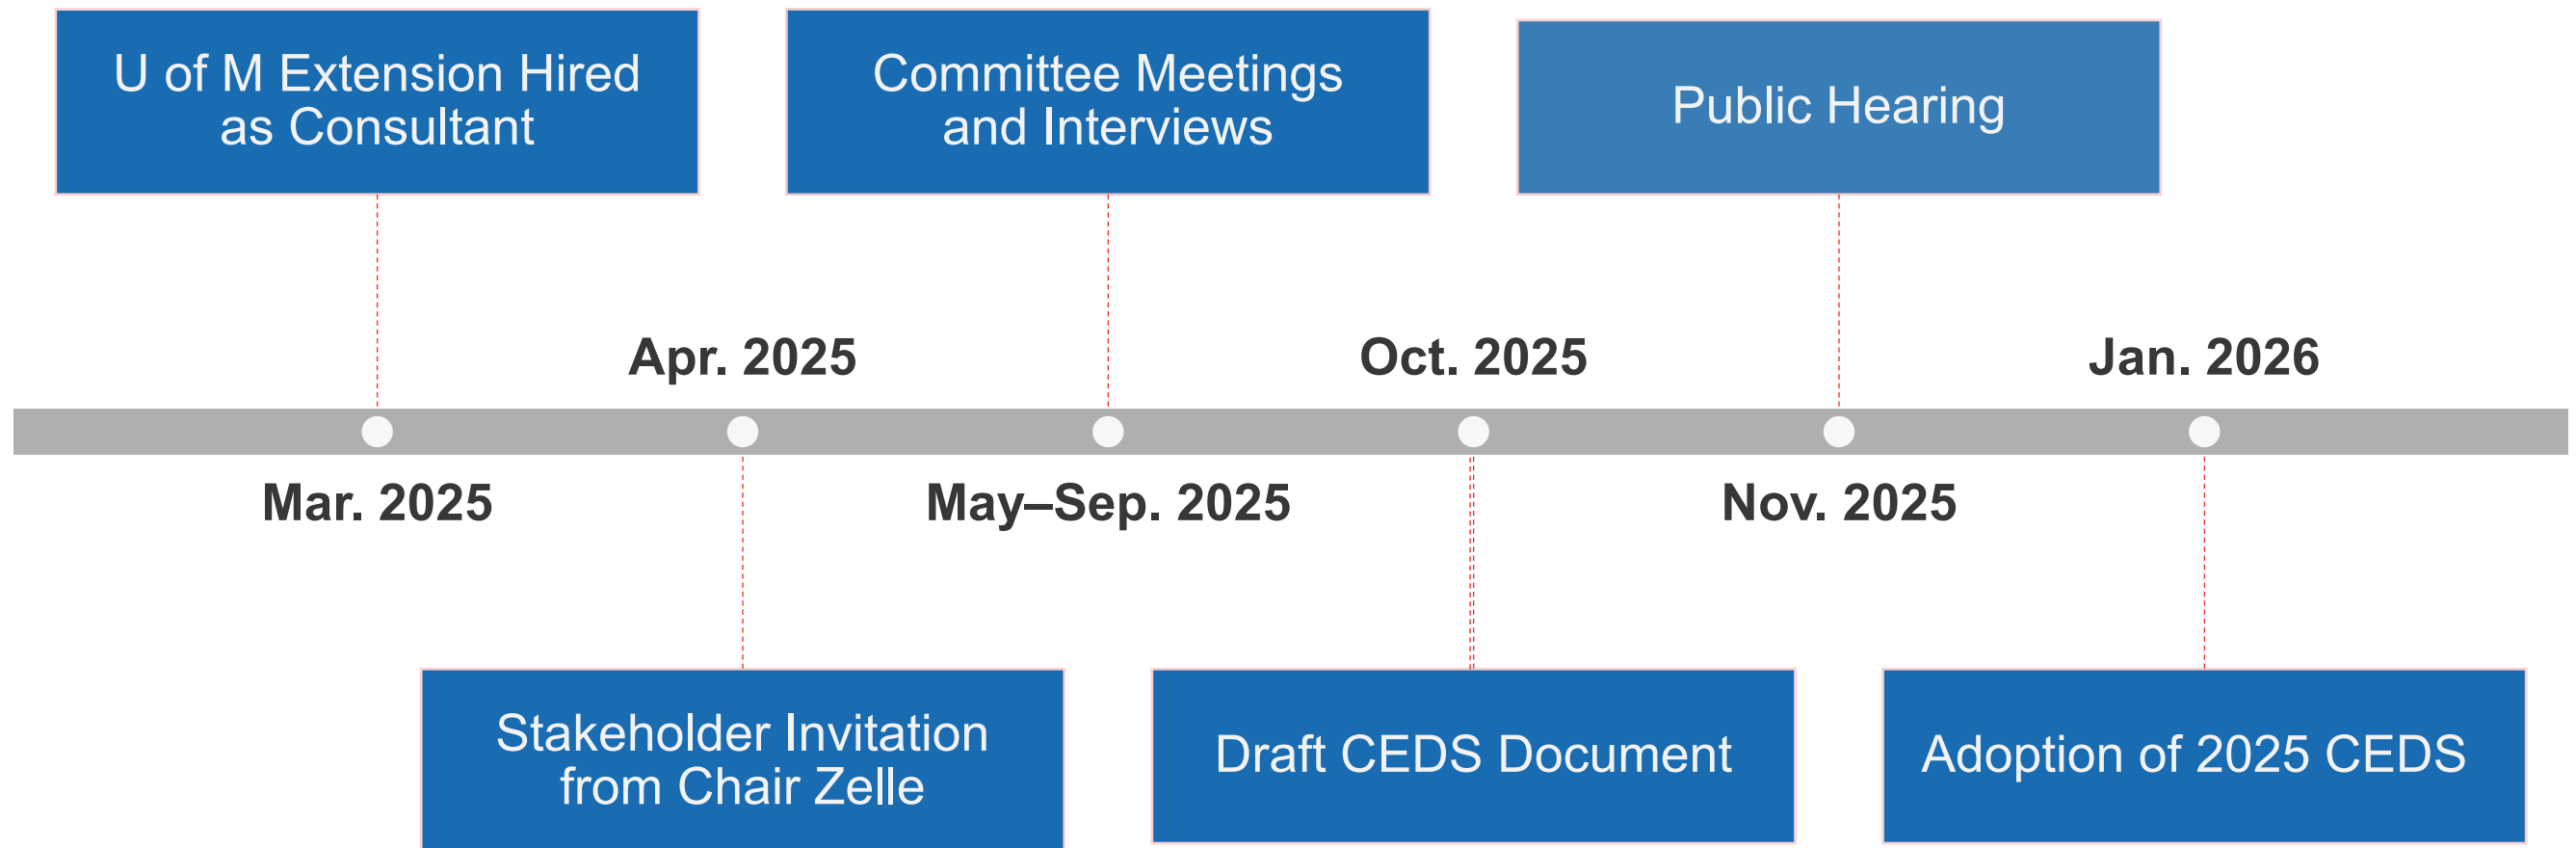 U of M Extension Hired
as Consultant
Committee Meetings
and Interviews
Public Hearing
Apr. 2025
Oct. 2025
Jan. 2026
Mar. 2025
May–Sep. 2025
Nov. 2025
Stakeholder Invitation
from Chair Zelle
Draft CEDS Document
Adoption of 2025 CEDS